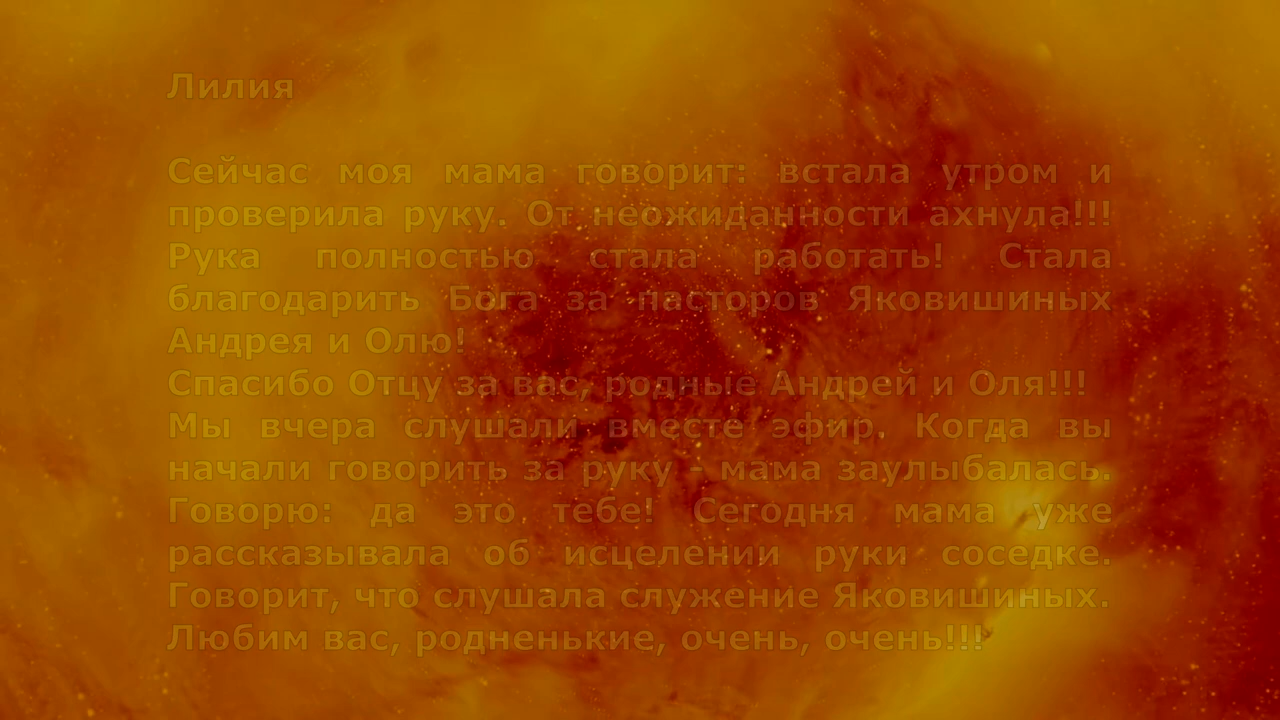 Лилия
Сейчас моя мама говорит: встала утром и
проверила руку. От неожиданности ахнула!!!
Рука полностью стала работать! Стала
благодарить Бога за пасторов Яковишиных
Андрея и Олю!
Спасибо Отцу за вас, родные Андрей и Оля!!!
Мы вчера слушали вместе эфир. Когда вы
начали говорить за руку - мама заулыбалась.
Говорю: да это тебе! Сегодня мама уже
рассказывала об исцелении руки соседке.
Говорит, что слушала служение Яковишиных.
Любим вас, родненькие, очень, очень!!!